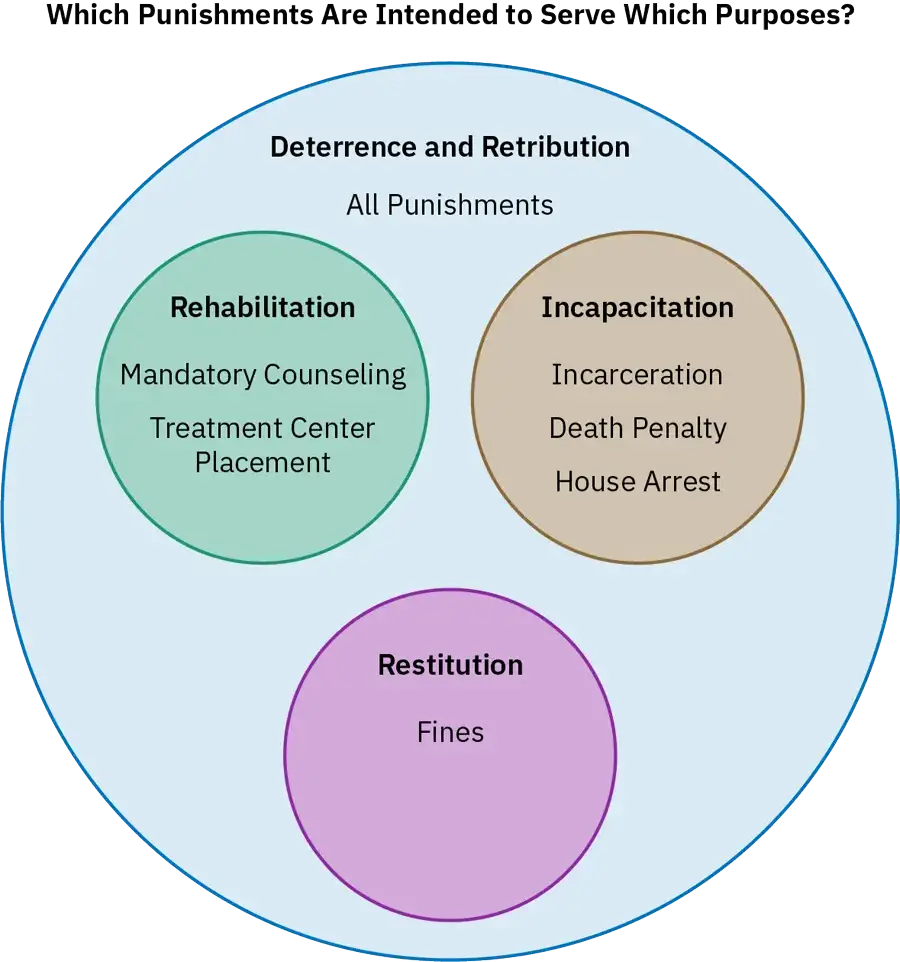 Which Punishments Are Intended to Serve Which Purposes?
Deterrence and Retribution
All Punishments
Rehabilitation
Mandatory Counseling
Treatment Center
Placement
Incapacitation
Incarceration
Death Penalty
House Arrest
Restitution
Fines